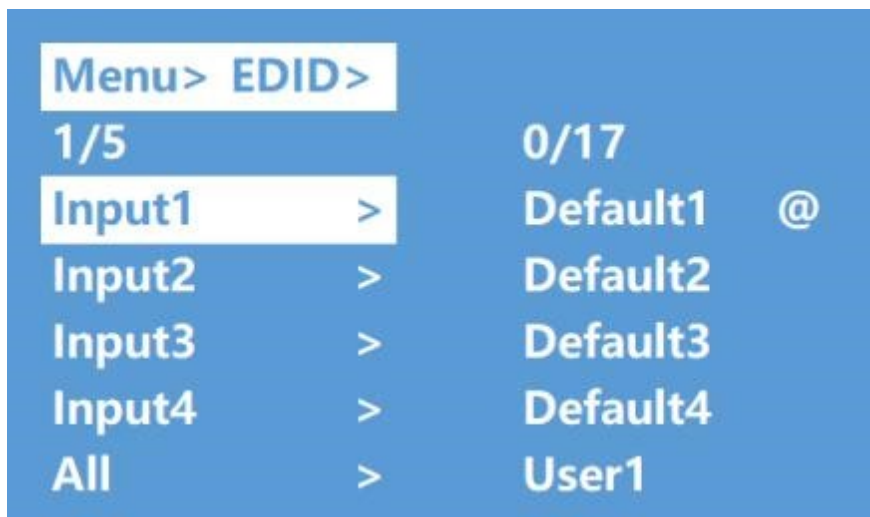 Menu> EDID>
1/5 0/17
Input1 > Default1 @
Input2 > Default2
Input3 > Default3
Input4 > Default4
All > User1